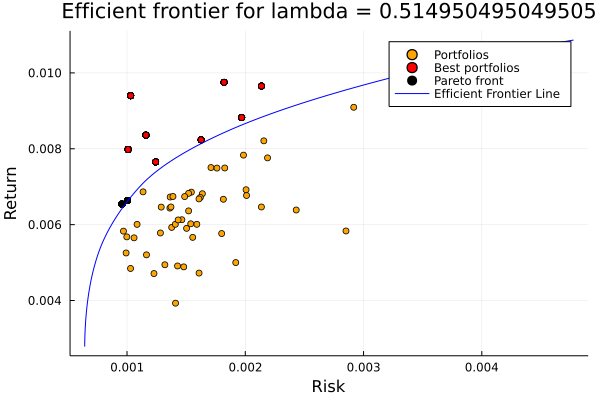 Efficient frontier for lambda = 0.514950495049505
Portfolios
Best portfolios
Pareto front
Efficient Frontier Line
Return
0.010
0.008
0.006
0.004
0.001 0.002 0.003 0.004
Risk